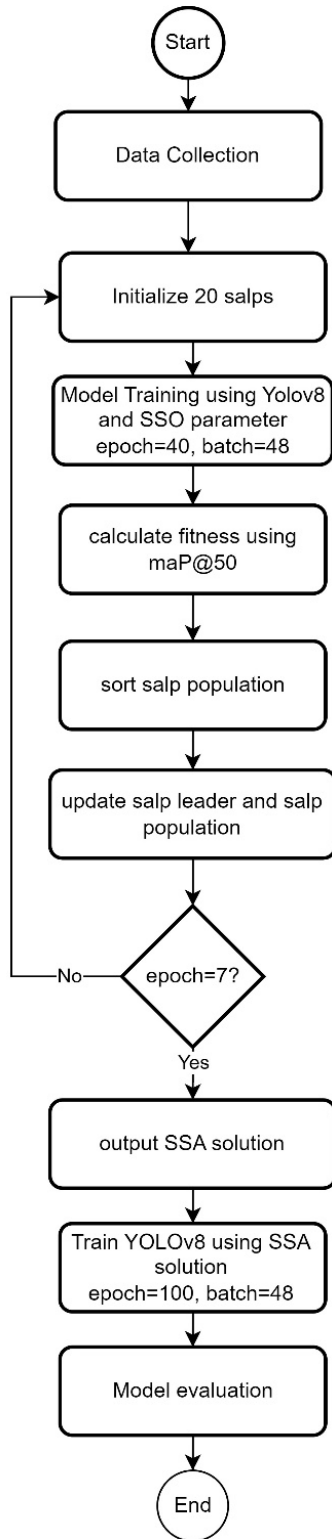 Start
Data Collection
Initialize 20 salps
Model Training using Yolov8
and SSO parameter
epoch=40, batch=48
calculate fitness using
maP@50
sort salp population
update salp leader and salp
population
epoch=7?
No
Yes
output SSA solution
Train YOLOv8 using SSA
solution
epoch=100, batch=48
Model evaluation
End